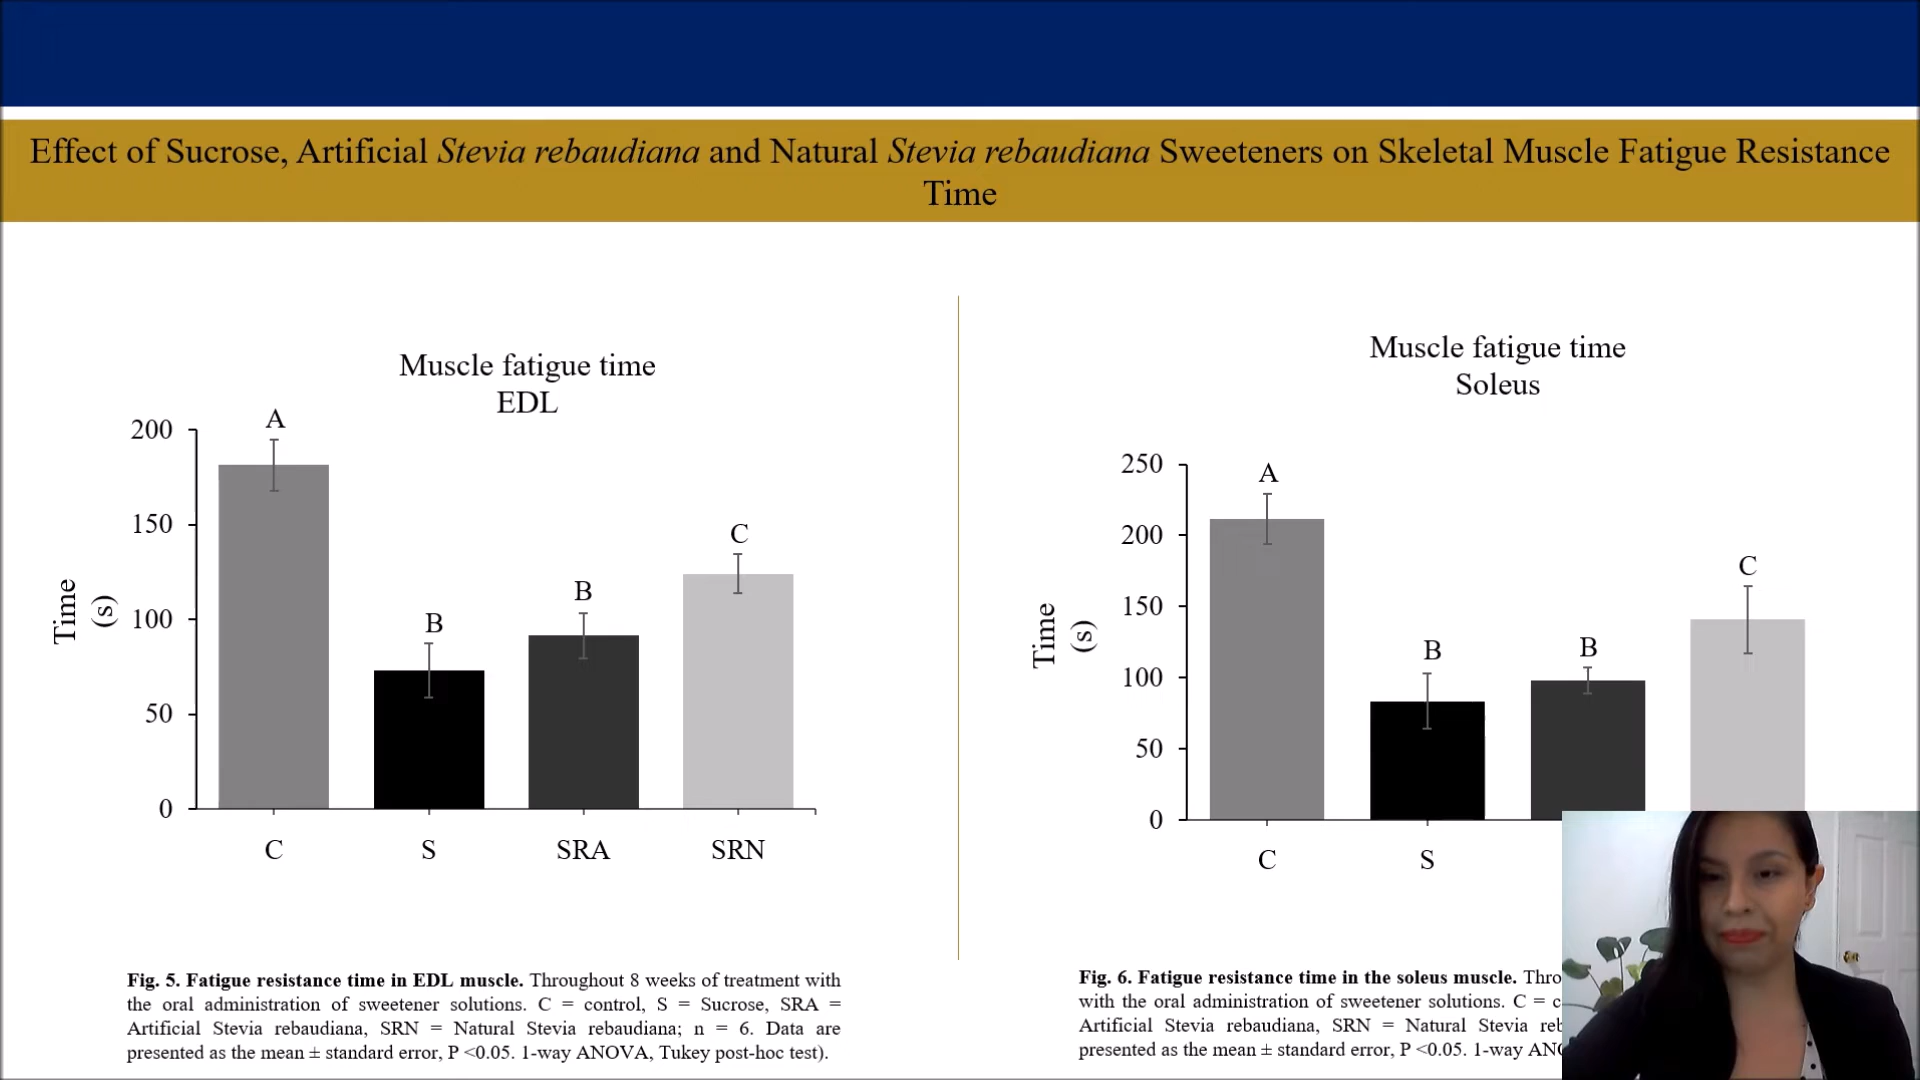 Effect of Sucrose, Artificial Stevia rebaudiana and Natural Stevia rebaudiana Sweeteners on Skeletal Muscle Fatigue Resistance
Time
Muscle fatigue time
EDL
200
150
100
50
0
Time
(s)
A
B
B
C
C
S
SRA
SRN
Fig. 5. Fatigue resistance time in EDL muscle. Throughout 8 weeks of treatment with
the oral administration of sweetener solutions. C = control, S = Sucrose, SRA =
Artificial Stevia rebaudiana, SRN = Natural Stevia rebaudiana; n = 6. Data are
presented as the mean ± standard error, P <0.05. 1-way ANOVA, Tukey post-hoc test).
Muscle fatigue time
Soleus
250
200
150
100
50
0
Time
(s)
A
B
B
C
C
S
Fig. 6. Fatigue resistance time in the soleus muscle.
with the oral administration of sweetener solutions. C =
Artificial Stevia rebaudiana, SRN = Natural Stevia
presented as the mean ± standard error, P <0.05. 1-way